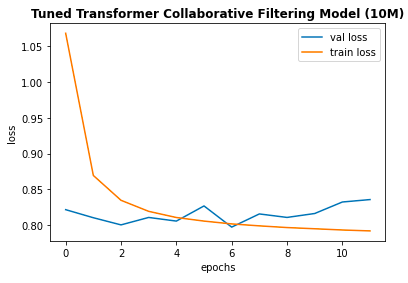 Tuned Transformer Collaborative Filtering Model (10M)
val loss
train loss
loss
1.05
1.00
0.95
0.90
0.85
0.80
0 2 4 6 8 10
epochs